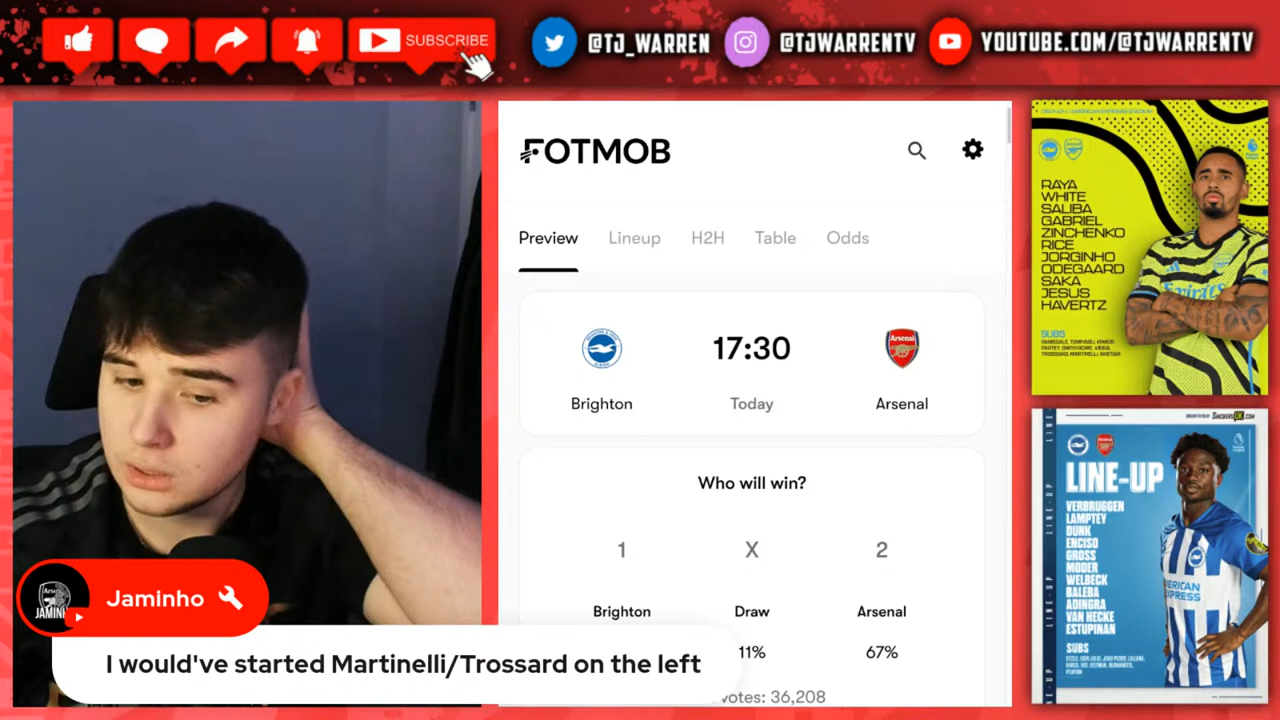 SUBSCRIBE
@TJ_WARREN
@TJWARRENTV
YOUTUBE.COM/@TJWARRENTV
FOTMOB
Preview
Lineup
H2H
Table
Odds
17:30
Brighton
Today
Arsenal
Who will win?
1
X
2
Brighton
Draw
Arsenal
11%
67%
votes: 36,208
Jaminho
I would've started Martinelli/Trossard on the left
RAYA
WHITE
SALIBA
GABRIEL
ZINCHENKO
RICE
JORGINHO
ODEGAARD
SAKA
JESUS
HAVERTZ
SUBS
LINE-UP
VERBRUGGEN
LAMPTEY
DUNK
ENCISO
GROSS
MODER
WELBECK
BALEBA
ADINGRA
VAN HECKE
ESTUPINAN
SUBS